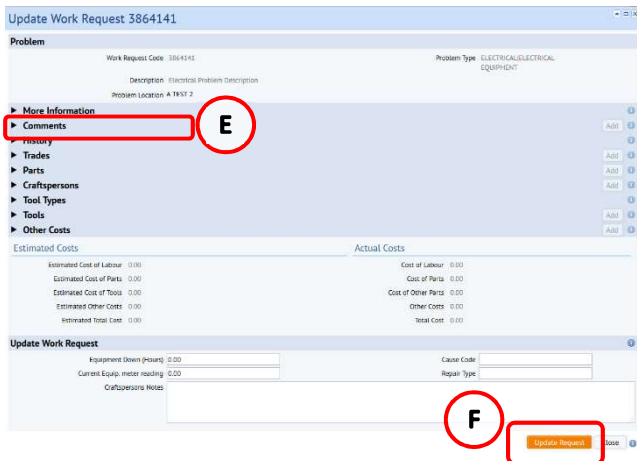 Update Work Request 3864141
Problem
Work Request Code 3864141 Problem Type ELECTRICAL|ELECTRICAL EQUIPMENT
Description Electrical Problem Description
Problem Location A TEST 2
More Information
Comments Add
E
History
Trades Add
Parts Add
Craftspersons Add
Tool Types
Tools Add
Other Costs Add
Estimated Costs Actual Costs
Estimated Cost of Labour 0.00 Cost of Labour 0.00
Estimated Cost of Parts 0.00 Cost of Parts 0.00
Estimated Cost of Tools 0.00 Cost of Other Parts 0.00
Estimated Other Costs 0.00 Other Costs 0.00
Estimated Total Cost 0.00 Total Cost 0.00
Update Work Request
Equipment Down (Hours) 0.00 Cause Code
Current Equip. meter reading 0.00 Repair Type
Craftspersons Notes
F
Update Request Close